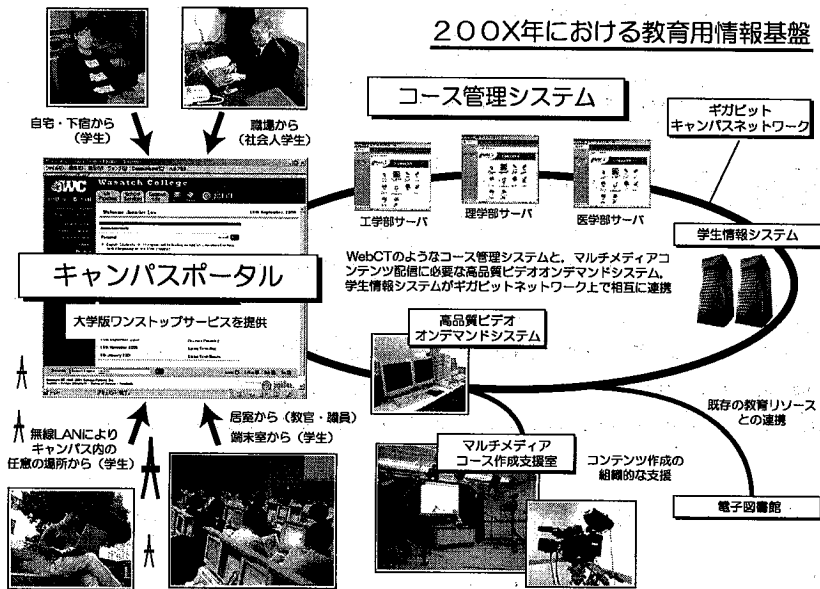 200X年における教育用情報基盤
自宅・下宿から
(学生)
職場から
(社会人学生)
コース管理システム
ギガビット
キャンパスネットワーク
工学部サーバ
理学部サーバ
医学部サーバ
学生情報システム
Wasatch College
WebCTのようなコース管理システムと,マルチメディアコ
ンテンツ配信に必要な高品質ビデオオンデマンドシステム,
学生情報システムがギガビットネットワーク上で相互に連携
キャンパスポータル
大学版ワンストップサービスを提供
高品質ビデオ
オンデマンドシステム
無線LANにより
キャンパス内の
任意の場所から(学生)
居室から(教官・職員)
端末室から(学生)
マルチメディア
コース作成支援室
コンテンツ作成の
組織的な支援
既存の教育リソース
との連携
電子図書館